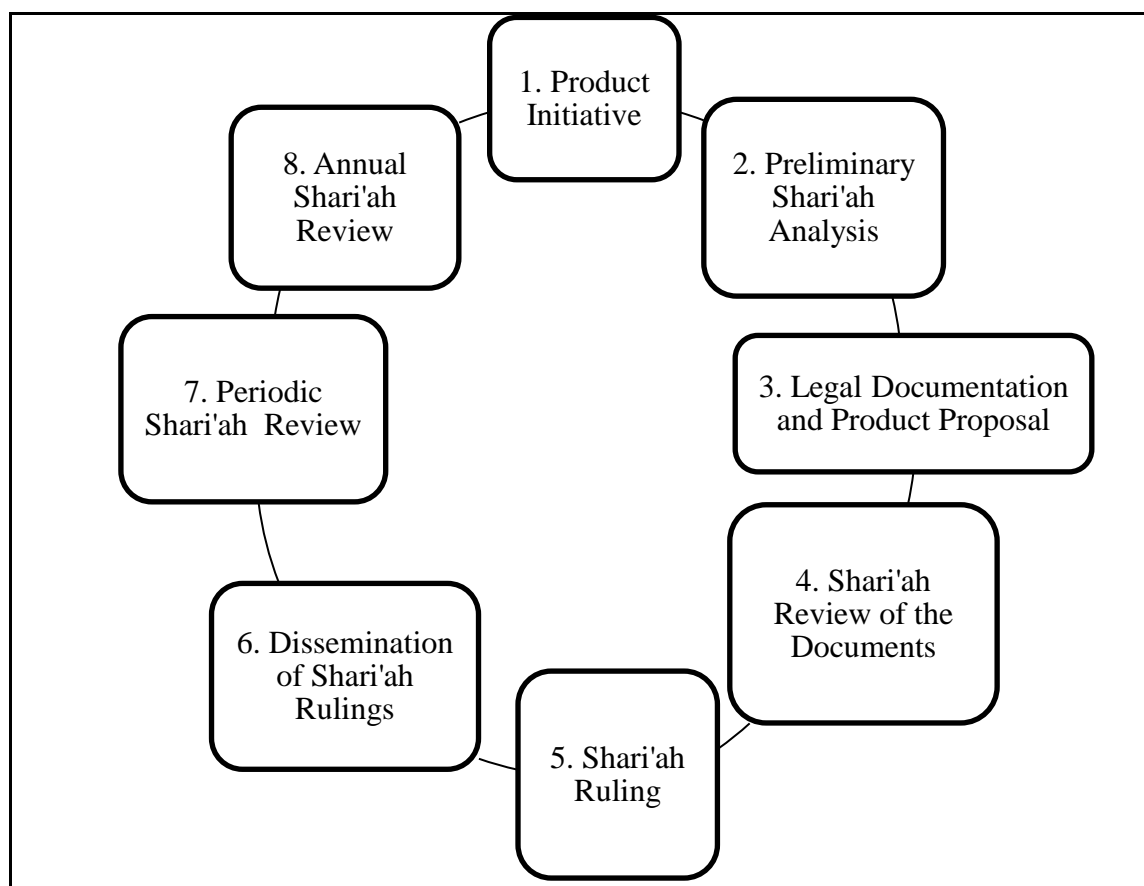 1. Product
Initiative
2. Preliminary
Shari'ah
Analysis
3. Legal Documentation
and Product Proposal
4. Shari'ah
Review of the
Documents
5. Shari'ah
Ruling
6. Dissemination
of Shari'ah
Rulings
7. Periodic
Shari'ah  Review
8. Annual
Shari'ah
Review